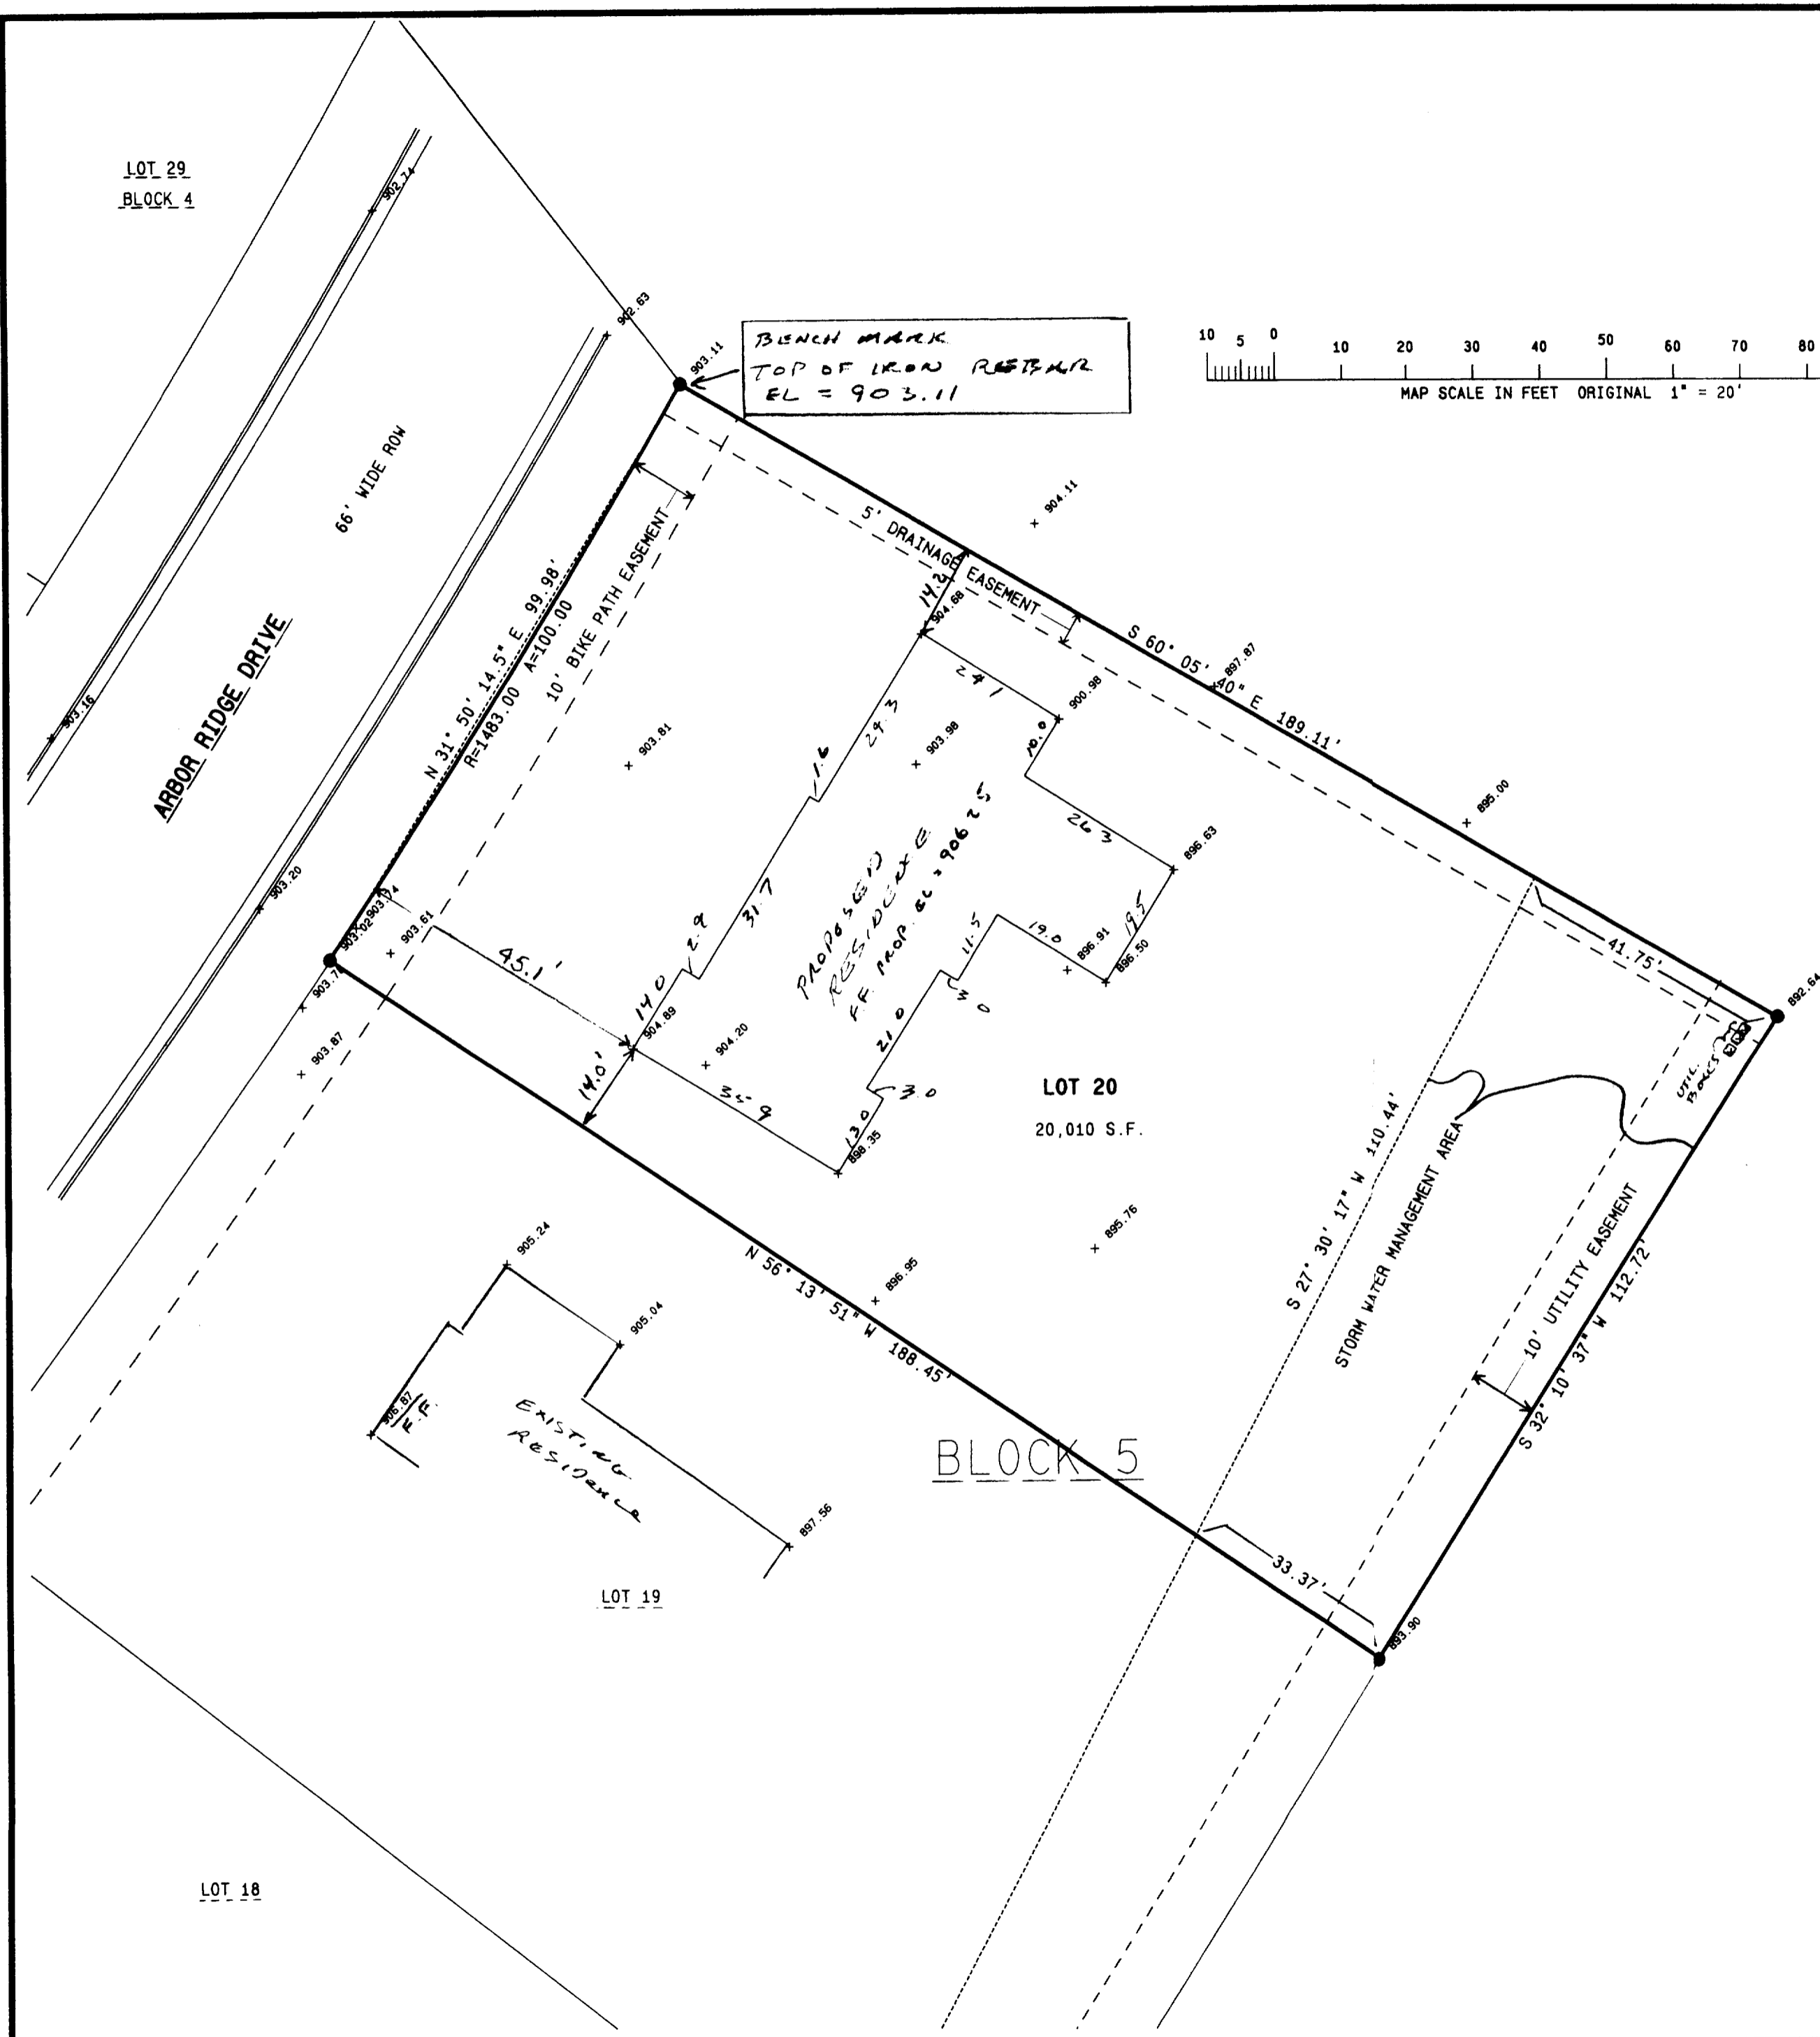 LOT 29
BLOCK 4
902.74
902.63
903.11
BENCH MARK
TOP OF IRON REBAR
EL = 903.11
10 5 0 10 20 30 40 50 60 70 80
MAP SCALE IN FEET ORIGINAL 1" = 20'
66' WIDE ROW
ARBOR RIDGE DRIVE
903.16
903.20
N 31° 50' 14.5" E 99.98'
R=1483.00 A=100.00
10' BIKE PATH EASEMENT
5' DRAINAGE EASEMENT
904.11
14.2
904.68
S 60° 05' 40" E 189.11'
897.87
24.1
900.98
10.0
29.3
903.98
903.81
1.6
26.3
896.63
895.00
19.5
31.7
PROPOSED
RESIDENCE
F.F. PROP. EL = 906.25
11.5
19.0
896.91
896.50
2.9
3.0
903.74
903.02
903.61
45.1'
14.0
904.89
904.20
21.0
3.0
903.87
14.0'
35.9
13.0
898.35
LOT 20
20,010 S.F.
41.75'
892.64
UTIL.
BOXES
S 27° 30' 17" W 110.44'
STORM WATER MANAGEMENT AREA
10' UTILITY EASEMENT
S 32° 10' 37" W 112.72'
895.76
896.95
N 56° 13' 51" W 188.45'
905.24
905.04
906.87
F.F.
EXISTING
RESIDENCE
897.56
BLOCK 5
33.37'
893.90
LOT 19
LOT 18